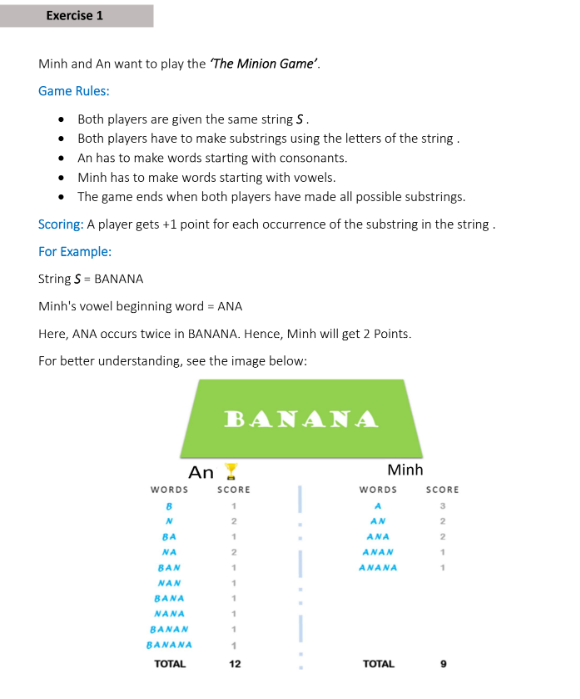 Exercise 1
Minh and An want to play the ‘The Minion Game’.
Game Rules:
• Both players are given the same string S .
• Both players have to make substrings using the letters of the string .
• An has to make words starting with consonants.
• Minh has to make words starting with vowels.
• The game ends when both players have made all possible substrings.
Scoring: A player gets +1 point for each occurrence of the substring in the string .
For Example:
String S = BANANA
Minh's vowel beginning word = ANA
Here, ANA occurs twice in BANANA. Hence, Minh will get 2 Points.
For better understanding, see the image below:
BANANA
An Minh
WORDS SCORE WORDS SCORE
B 1 A 3
N 2 AN 2
BA 1 ANA 2
NA 2 ANAN 1
BAN 1 ANANA 1
NAN 1
BANA 1
NANA 1
BANAN 1
BANANA 1
TOTAL 12 TOTAL 9